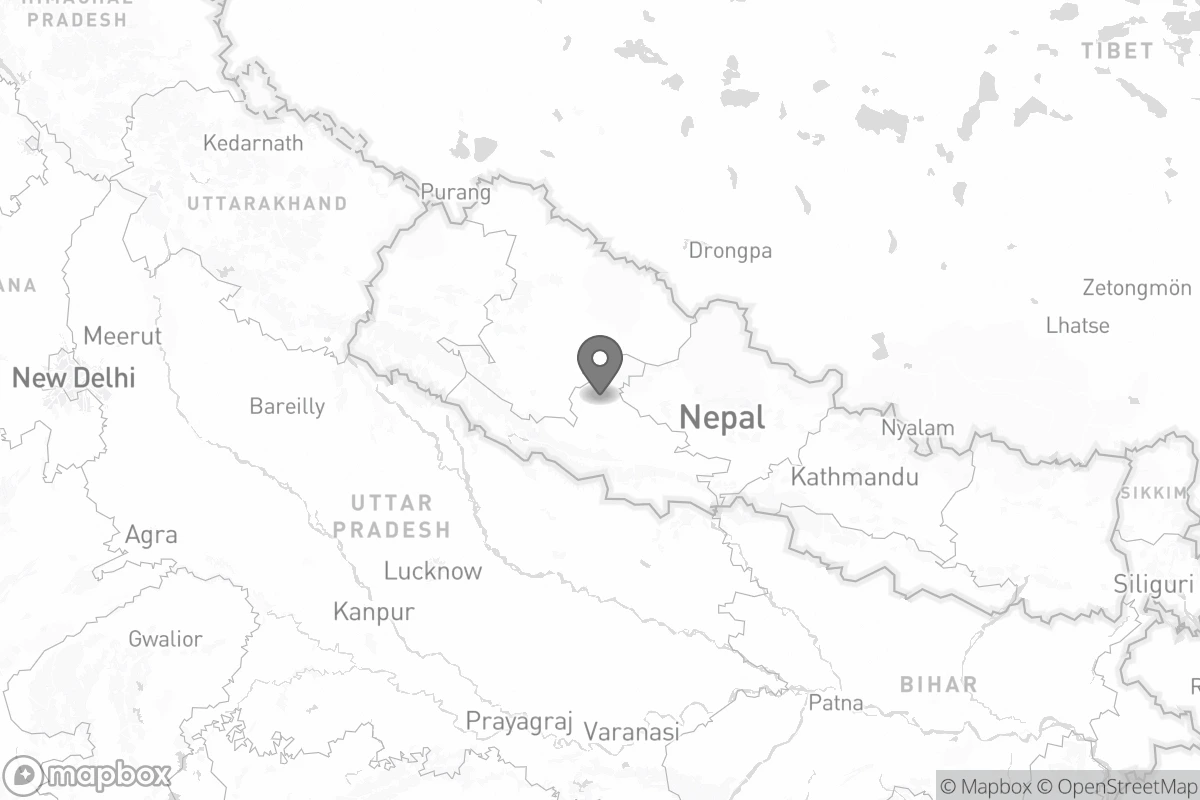 HIMACHAL
PRADESH
TIBET
Kedarnath
Purang
UTTARAKHAND
Drongpa
ANA
Zetongmön
Lhatse
Meerut
New Delhi
Bareilly
Nepal
Nyalam
Kathmandu
SIKKIM
UTTAR
PRADESH
Agra
Lucknow
Siliguri
Kanpur
Gwalior
BIHAR
R
Patna
Prayagraj
Varanasi
mapbox
© Mapbox © OpenStreetMap